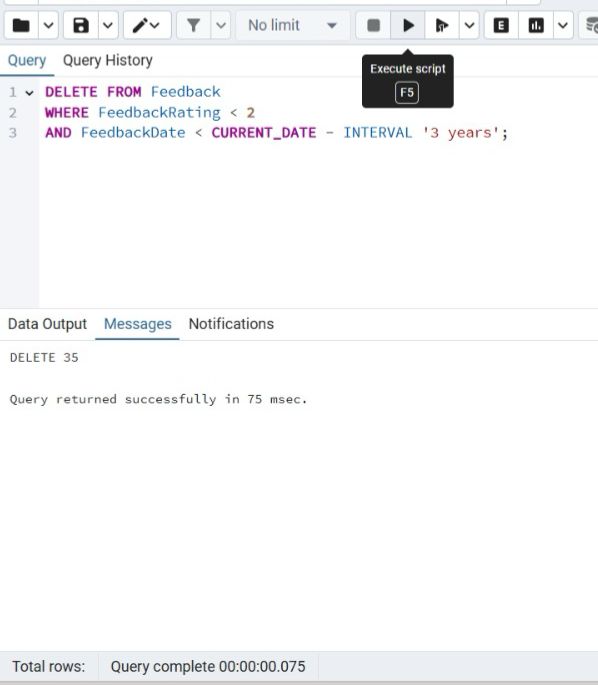 No limit
E
Query Query History
Execute script
F5
1 DELETE FROM Feedback
2 WHERE FeedbackRating < 2
3 AND FeedbackDate < CURRENT_DATE - INTERVAL '3 years';
Data Output Messages Notifications
DELETE 35
Query returned successfully in 75 msec.
Total rows: Query complete 00:00:00.075